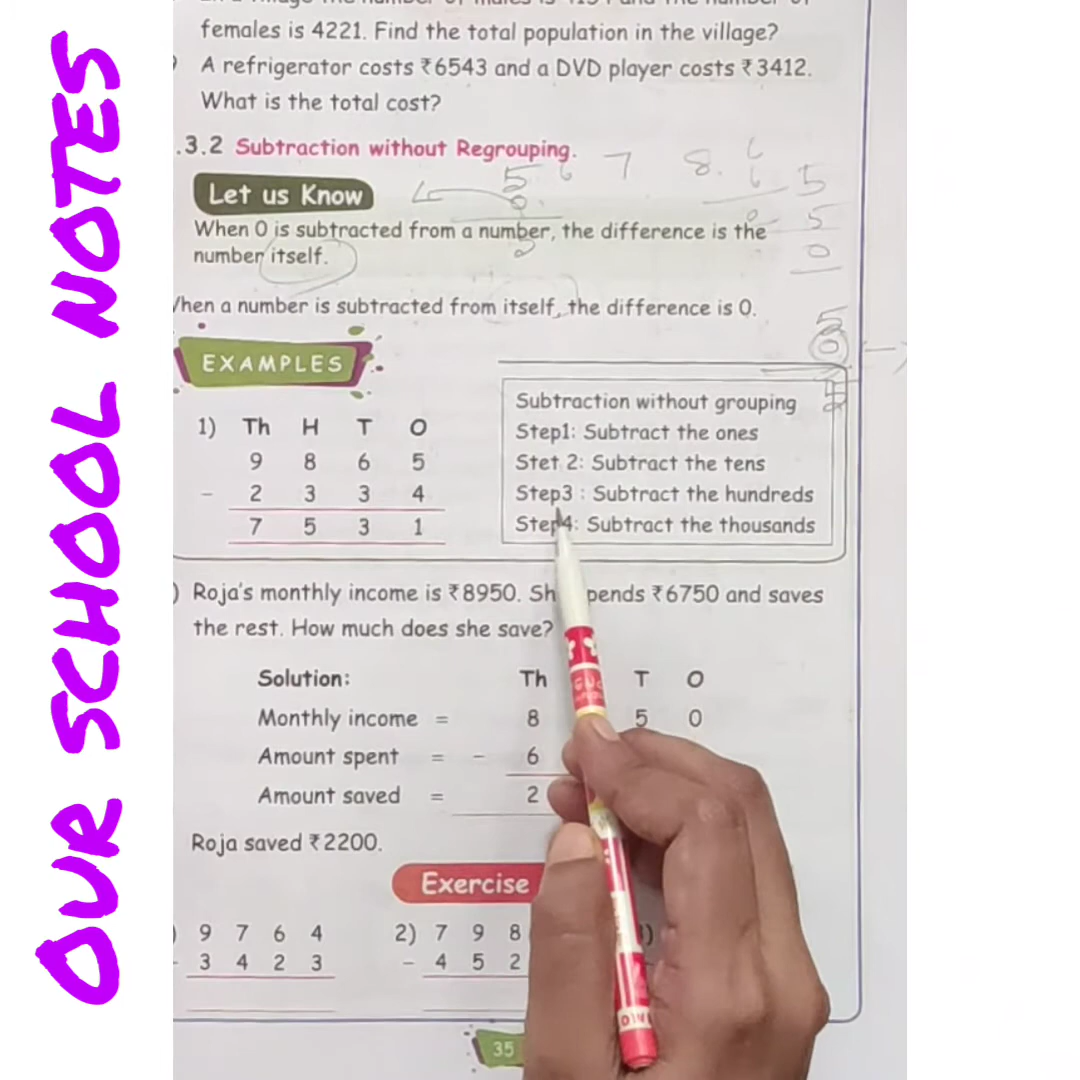 OUR SCHOOL NOTES
females is 4221. Find the total population in the village?
A refrigerator costs ₹6543 and a DVD player costs ₹3412.
What is the total cost?
.3.2 Subtraction without Regrouping.
Let us Know
When 0 is subtracted from a number, the difference is the
number itself.
When a number is subtracted from itself, the difference is 0.
EXAMPLES
1) Th H T O
9 8 6 5
- 2 3 3 4
7 5 3 1
Subtraction without grouping
Step1: Subtract the ones
Stet 2: Subtract the tens
Step3 : Subtract the hundreds
Step4: Subtract the thousands
) Roja's monthly income is ₹8950. She spends ₹6750 and saves
the rest. How much does she save?
Solution: Th T O
Monthly income = 8 5 0
Amount spent = - 6
Amount saved = 2
Roja saved ₹2200.
Exercise
) 9 7 6 4
- 3 4 2 3
2) 7 9 8
- 4 5 2
35